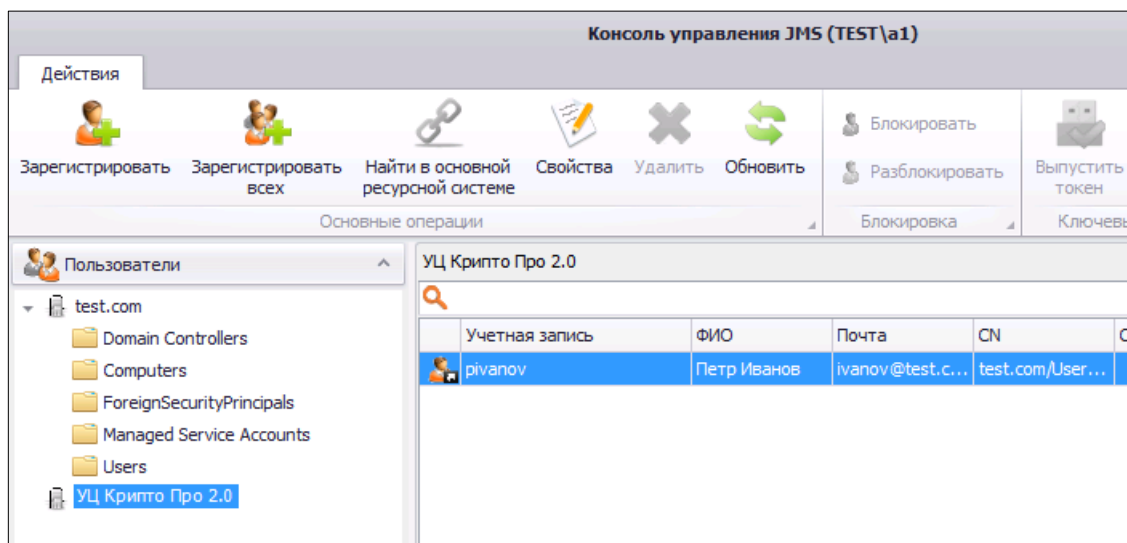 Консоль управления JMS (TEST\a1)
Действия
Зарегистрировать
Зарегистрировать всех
Найти в основной ресурсной системе
Свойства
Удалить
Обновить
Блокировать
Разблокировать
Выпустить токен
Основные операции
Блокировка
Ключевы
Пользователи
УЦ Крипто Про 2.0
test.com
Domain Controllers
Computers
ForeignSecurityPrincipals
Managed Service Accounts
Users
УЦ Крипто Про 2.0
Учетная запись
ФИО
Почта
CN
pivanov
Петр Иванов
ivanov@test.c...
test.com/User...